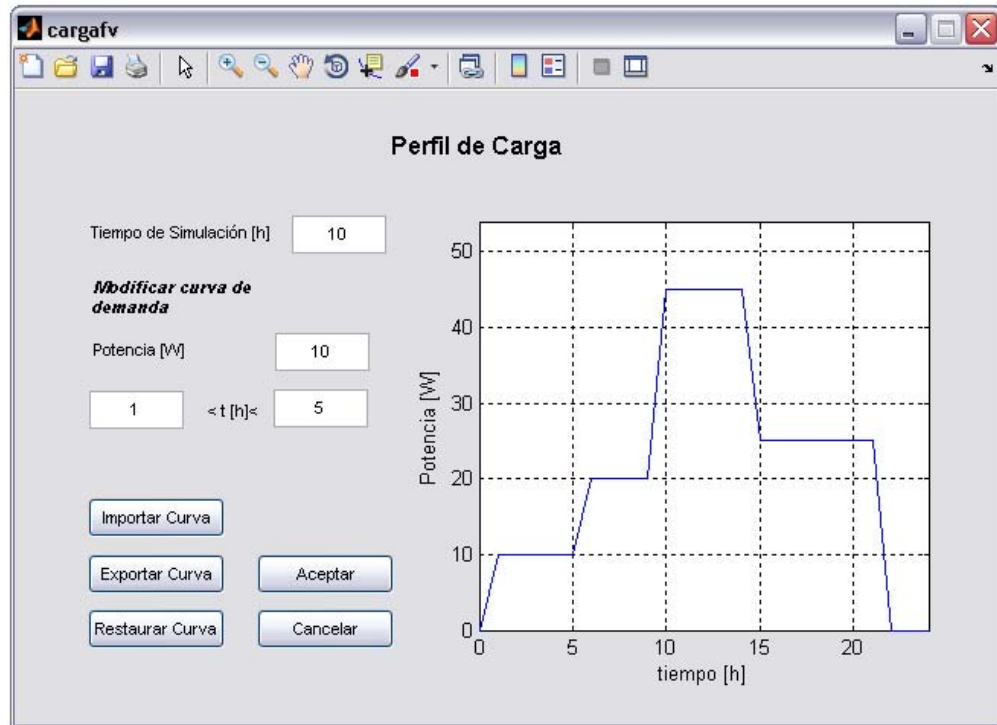 cargafv
Perfil de Carga
Tiempo de Simulación [h]
10
Modificar curva de
demanda
Potencia [W]
10
1
< t [h]<
5
Importar Curva
Exportar Curva
Aceptar
Restaurar Curva
Cancelar
Potencia [W]
50
40
30
20
10
0
0 5 10 15 20
tiempo [h]